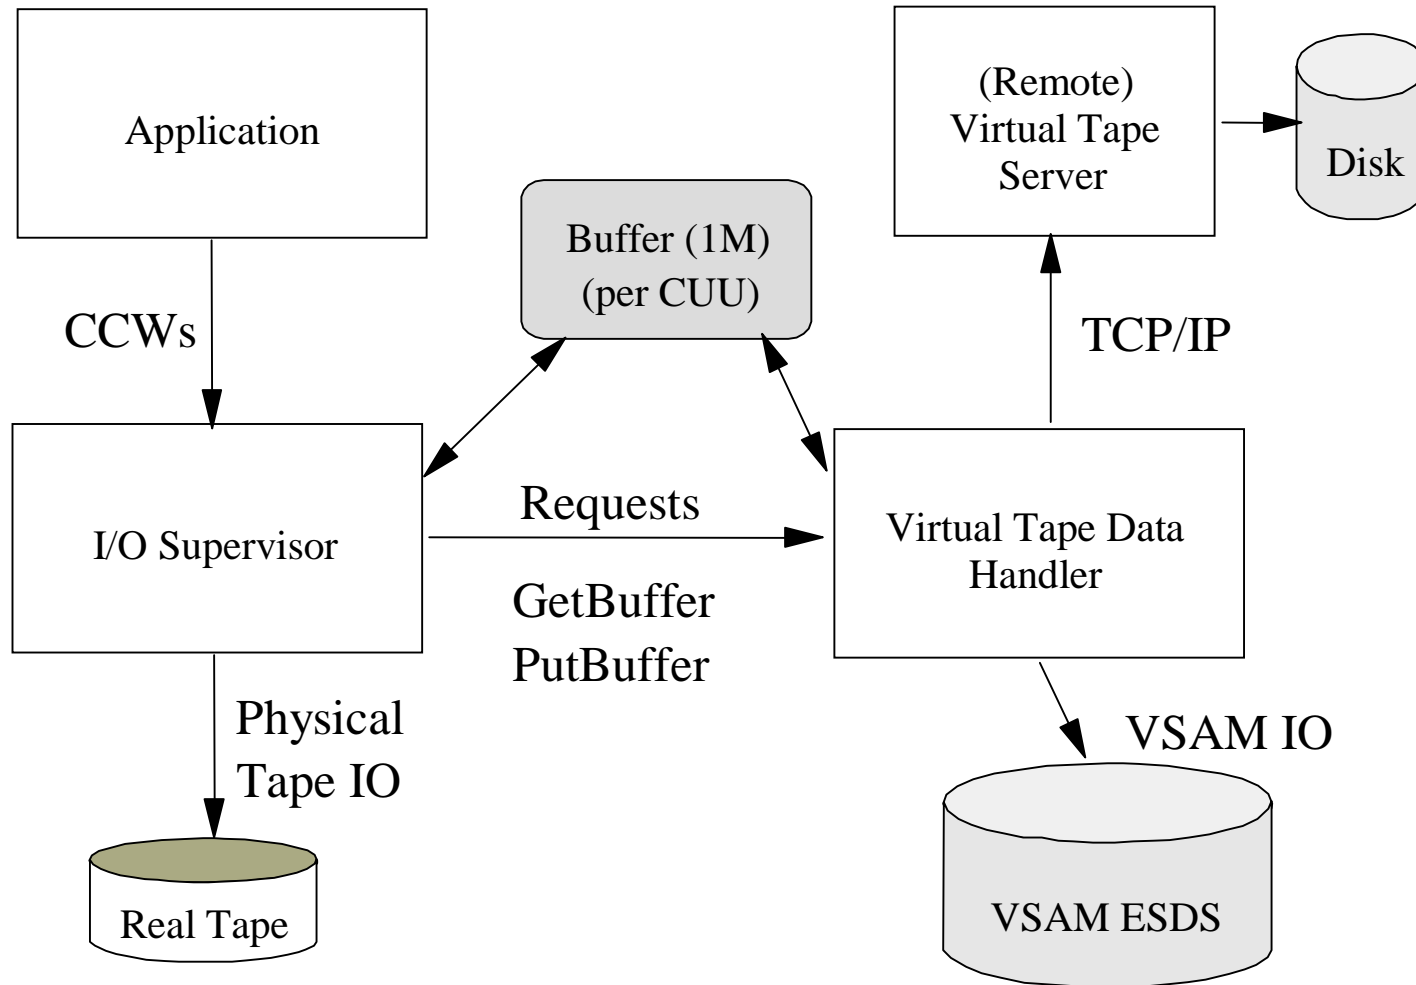 Application
(Remote)
Virtual Tape
Server
Disk
Buffer (1M)
(per CUU)
CCWs
TCP/IP
I/O Supervisor
Requests
GetBuffer
PutBuffer
Virtual Tape Data
Handler
Physical
Tape IO
VSAM IO
Real Tape
VSAM ESDS